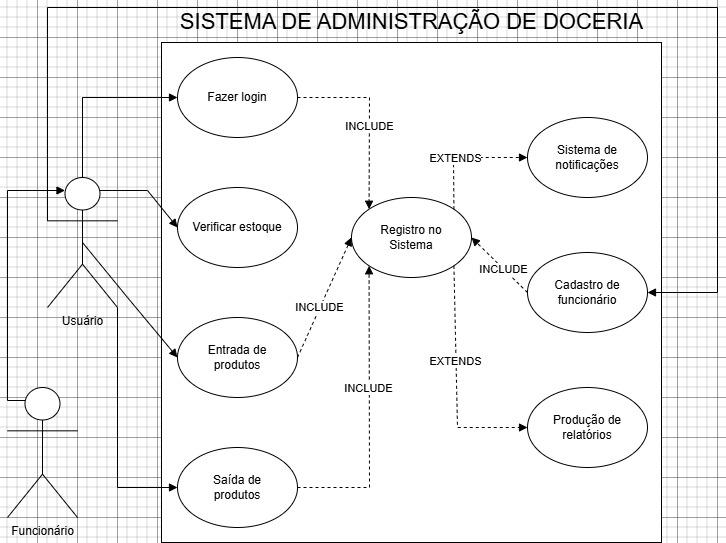 SISTEMA DE ADMINISTRAÇÃO DE DOCERIA
Fazer login
INCLUDE
Sistema de
notificações
EXTENDS
Verificar estoque
Registro no
Sistema
INCLUDE
Cadastro de
funcionário
Usuário
INCLUDE
Entrada de
produtos
EXTENDS
INCLUDE
Produção de
relatórios
Saída de
produtos
Funcionário